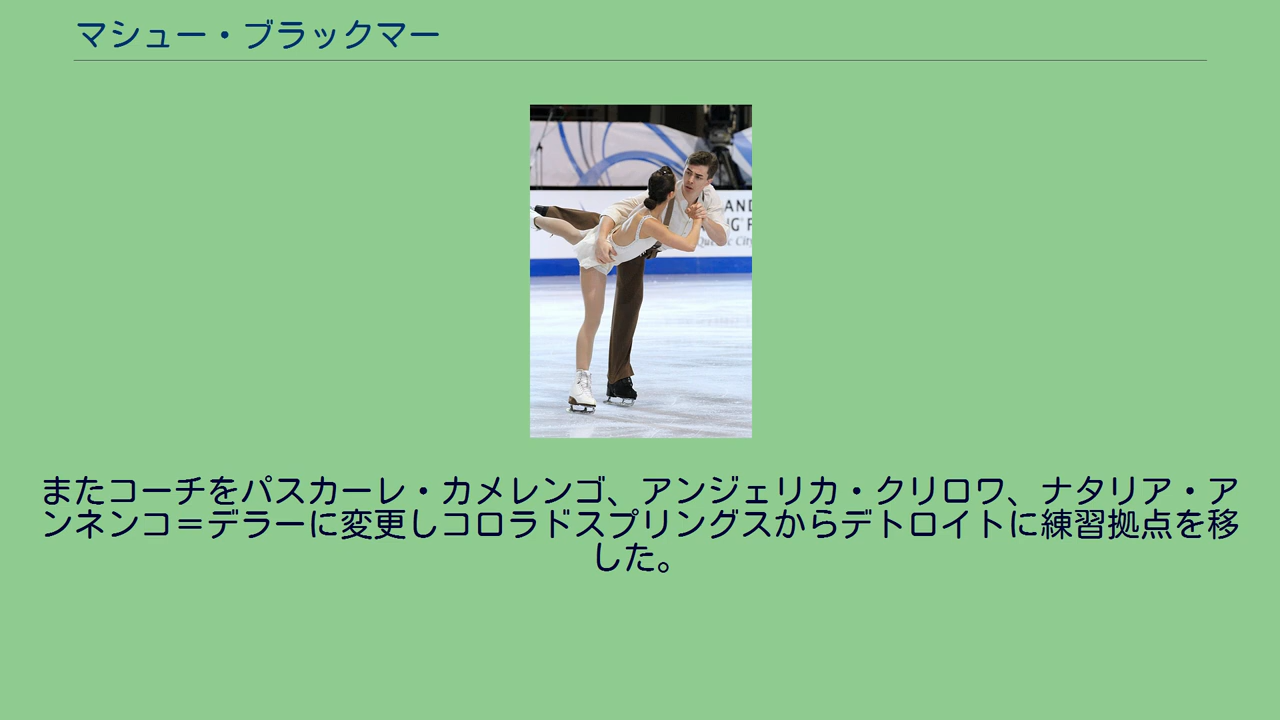 マシュー・ブラックマー
AND
G F
Quebec City
またコーチをパスカーレ・カメレンゴ、アンジェリカ・クリロワ、ナタリア・ア
ンネンコ＝デラーに変更しコロラドスプリングスからデトロイトに練習拠点を移
した。